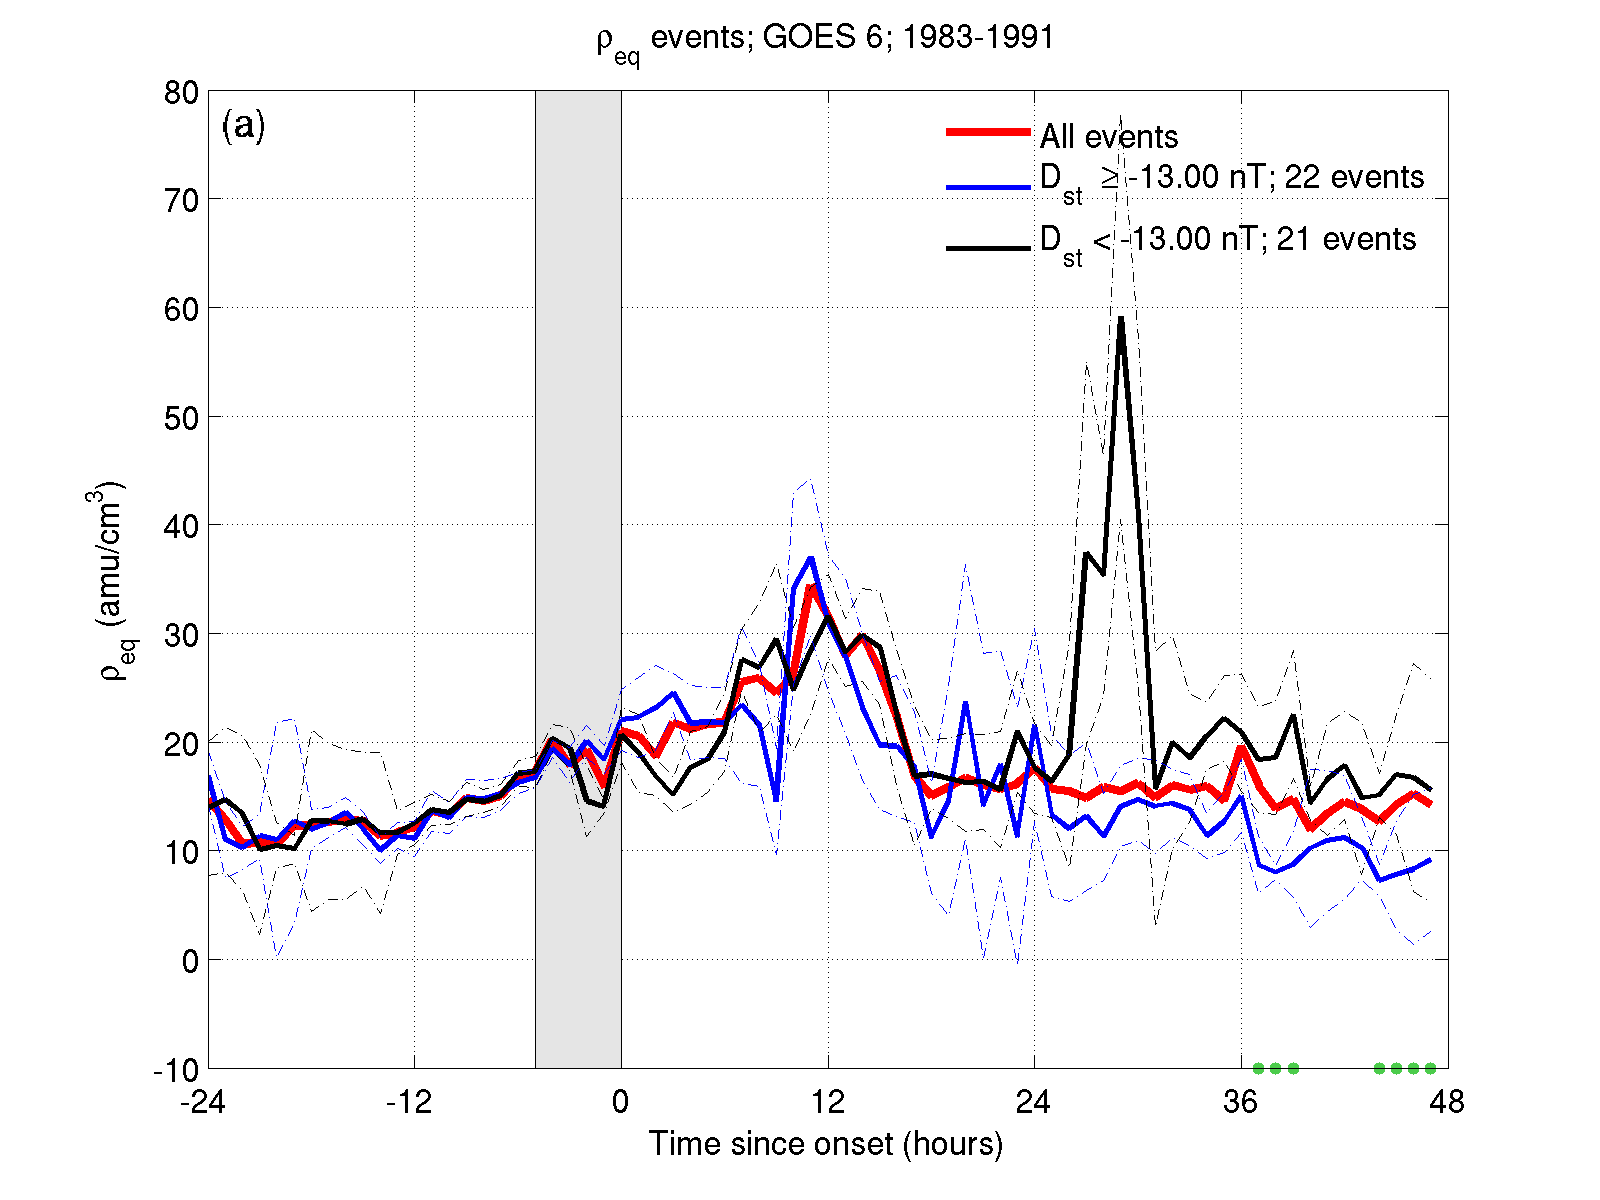 ρeq events; GOES 6; 1983-1991
(a)
All events
Dst ≥ -13.00 nT; 22 events
Dst < -13.00 nT; 21 events
80
70
60
50
40
30
20
10
0
-10
ρeq (amu/cm3)
-24 -12 0 12 24 36 48
Time since onset (hours)